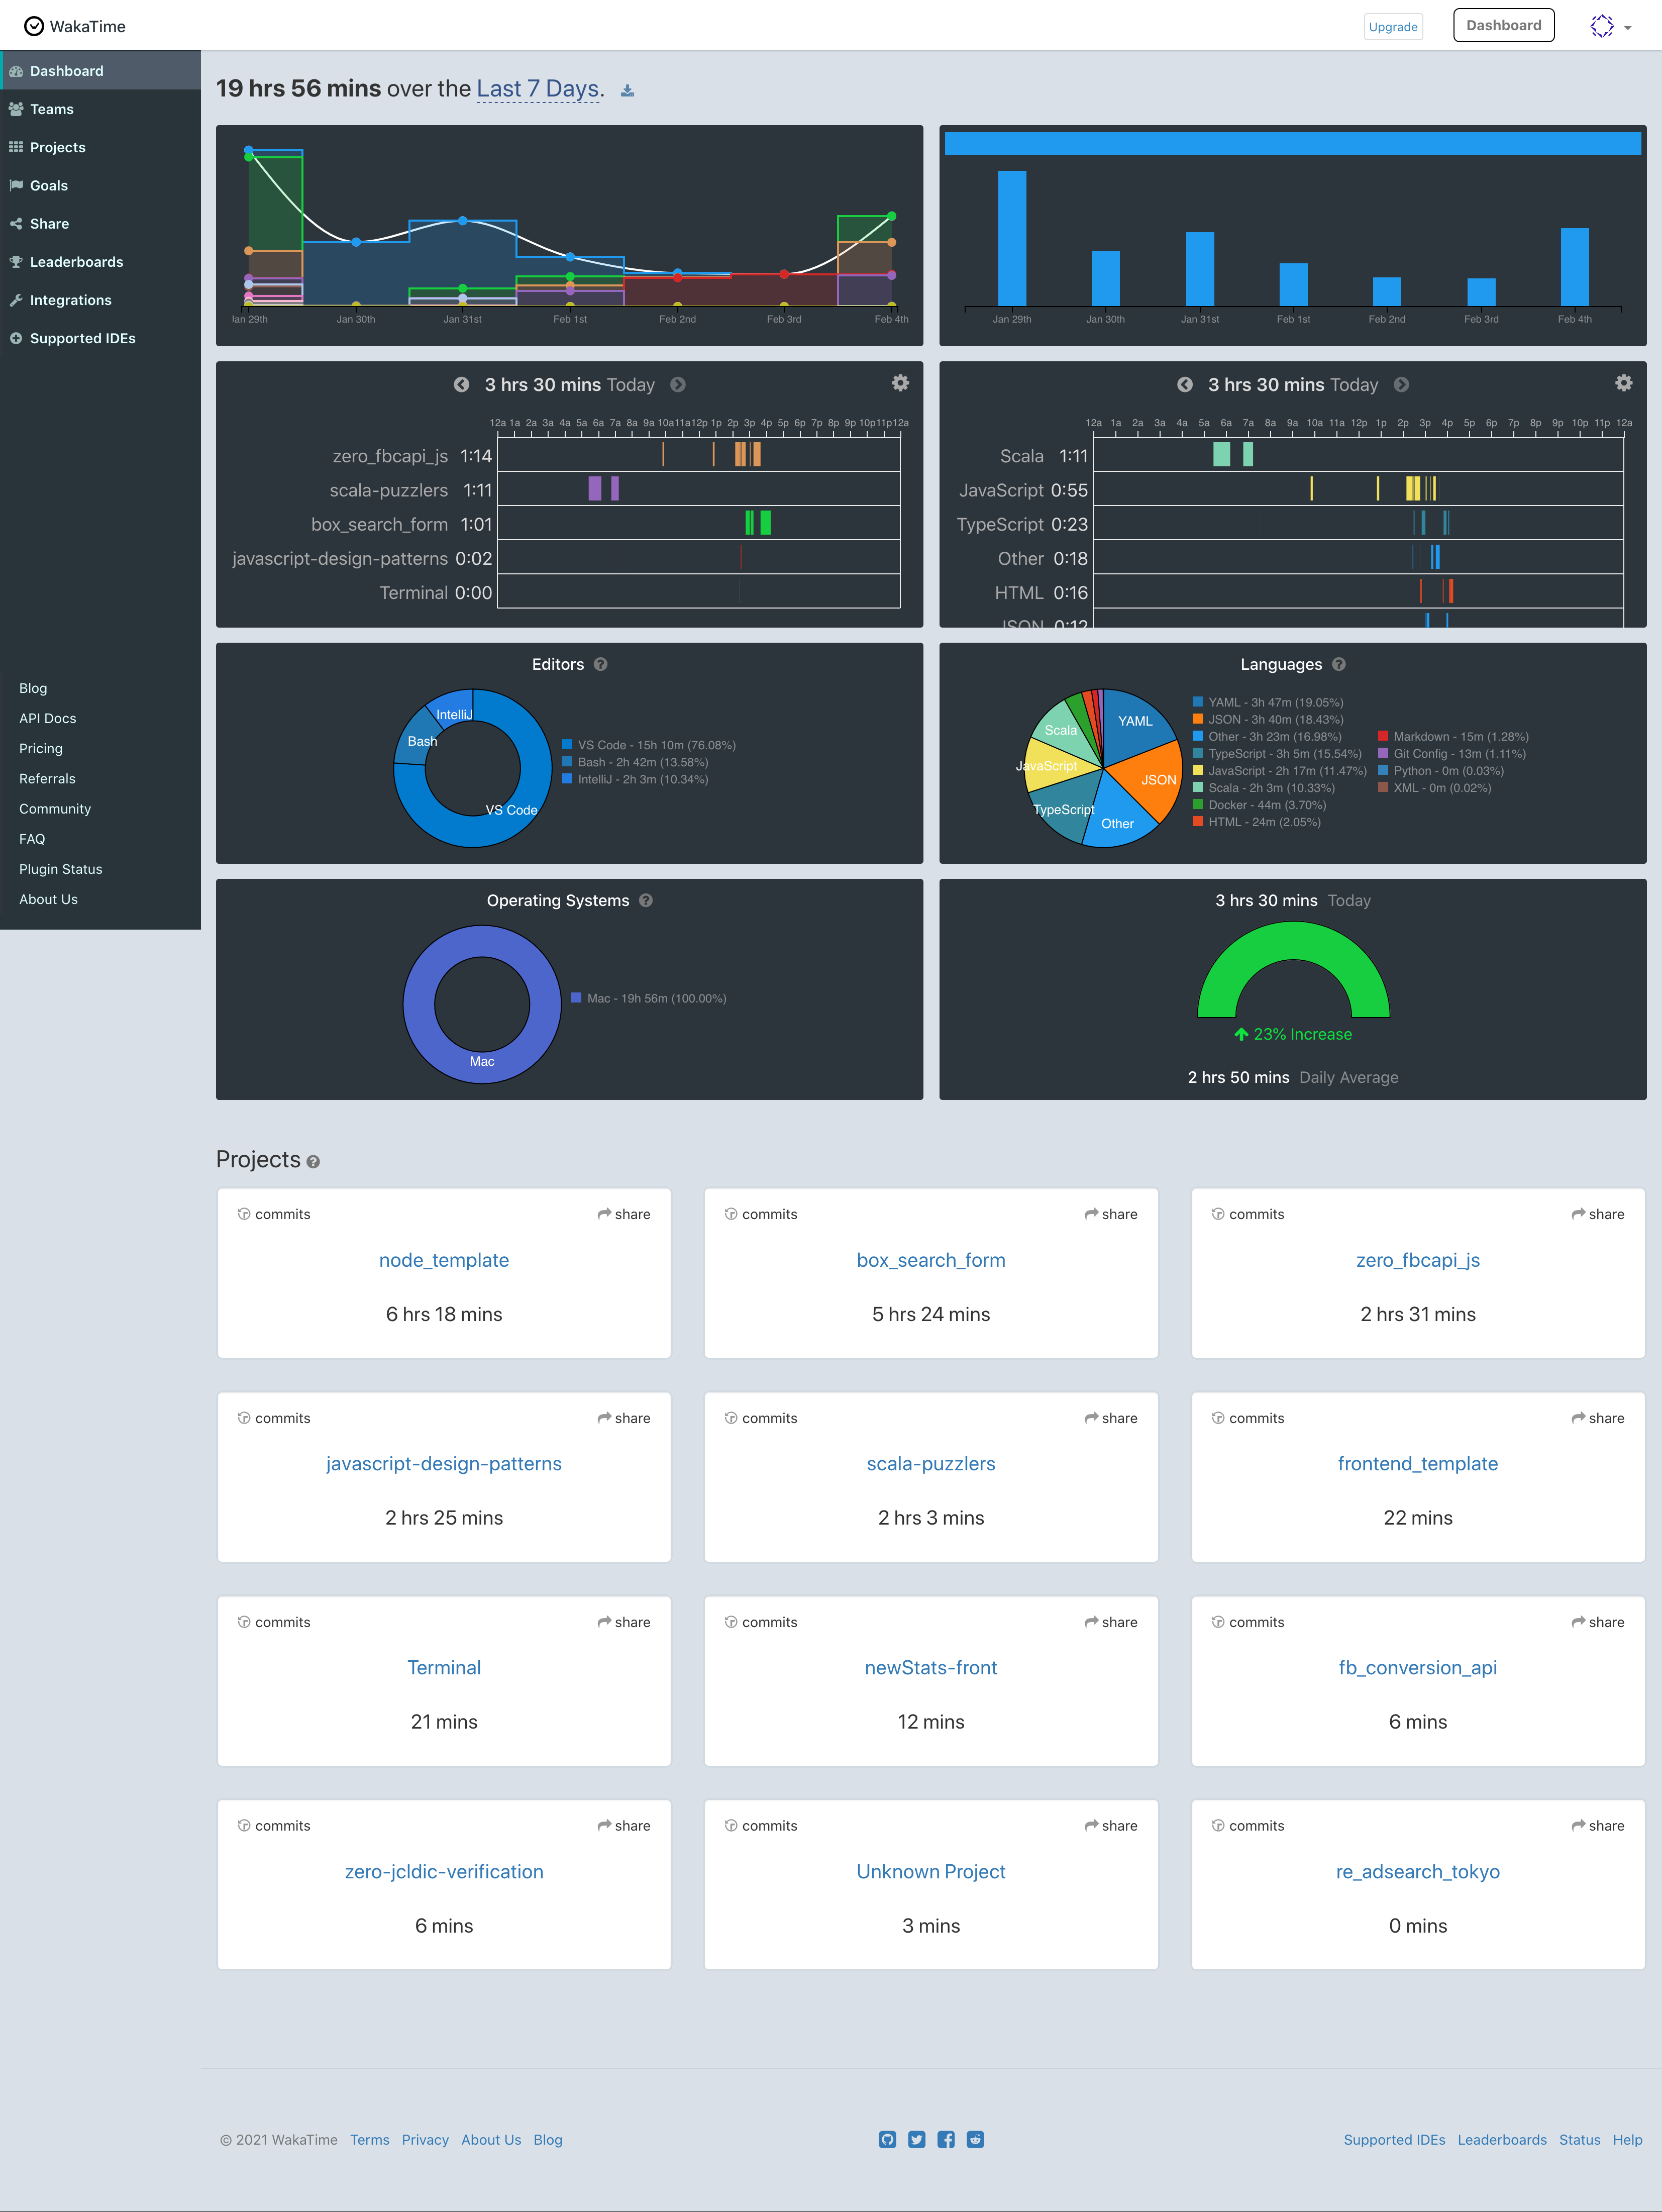 WakaTime
Upgrade
Dashboard
Dashboard
Teams
Projects
Goals
Share
Leaderboards
Integrations
Supported IDEs
Blog
API Docs
Pricing
Referrals
Community
FAQ
Plugin Status
About Us
19 hrs 56 mins over the Last 7 Days.
Jan 29th Jan 30th Jan 31st Feb 1st Feb 2nd Feb 3rd Feb 4th
Jan 29th Jan 30th Jan 31st Feb 1st Feb 2nd Feb 3rd Feb 4th
3 hrs 30 mins Today
12a 1a 2a 3a 4a 5a 6a 7a 8a 9a 10a 11a 12p 1p 2p 3p 4p 5p 6p 7p 8p 9p 10p 11p 12a
zero_fbcapi_js 1:14
scala-puzzlers 1:11
box_search_form 1:01
javascript-design-patterns 0:02
Terminal 0:00
3 hrs 30 mins Today
12a 1a 2a 3a 4a 5a 6a 7a 8a 9a 10a 11a 12p 1p 2p 3p 4p 5p 6p 7p 8p 9p 10p 11p 12a
Scala 1:11
JavaScript 0:55
TypeScript 0:23
Other 0:18
HTML 0:16
JSON 0:12
Editors
IntelliJ
Bash
VS Code
VS Code - 15h 10m (76.08%)
Bash - 2h 42m (13.58%)
IntelliJ - 2h 3m (10.34%)
Languages
YAML
JSON
Other
TypeScript
JavaScript
Scala
YAML - 3h 47m (19.05%)
JSON - 3h 40m (18.43%)
Other - 3h 23m (16.98%)
TypeScript - 3h 5m (15.54%)
JavaScript - 2h 17m (11.47%)
Scala - 2h 3m (10.33%)
Docker - 44m (3.70%)
HTML - 24m (2.05%)
Markdown - 15m (1.28%)
Git Config - 13m (1.11%)
Python - 0m (0.03%)
XML - 0m (0.02%)
Operating Systems
Mac
Mac - 19h 56m (100.00%)
3 hrs 30 mins Today
23% Increase
2 hrs 50 mins Daily Average
Projects
commits share
node_template
6 hrs 18 mins
commits share
box_search_form
5 hrs 24 mins
commits share
zero_fbcapi_js
2 hrs 31 mins
commits share
javascript-design-patterns
2 hrs 25 mins
commits share
scala-puzzlers
2 hrs 3 mins
commits share
frontend_template
22 mins
commits share
Terminal
21 mins
commits share
newStats-front
12 mins
commits share
fb_conversion_api
6 mins
commits share
zero-jcldic-verification
6 mins
commits share
Unknown Project
3 mins
commits share
re_adsearch_tokyo
0 mins
© 2021 WakaTime Terms Privacy About Us Blog
Supported IDEs Leaderboards Status Help